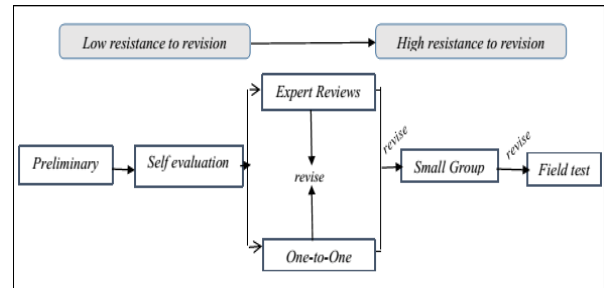 Low resistance to revision
High resistance to revision
Expert Reviews
Preliminary
Self evaluation
revise
revise
Small Group
revise
Field test
One-to-One